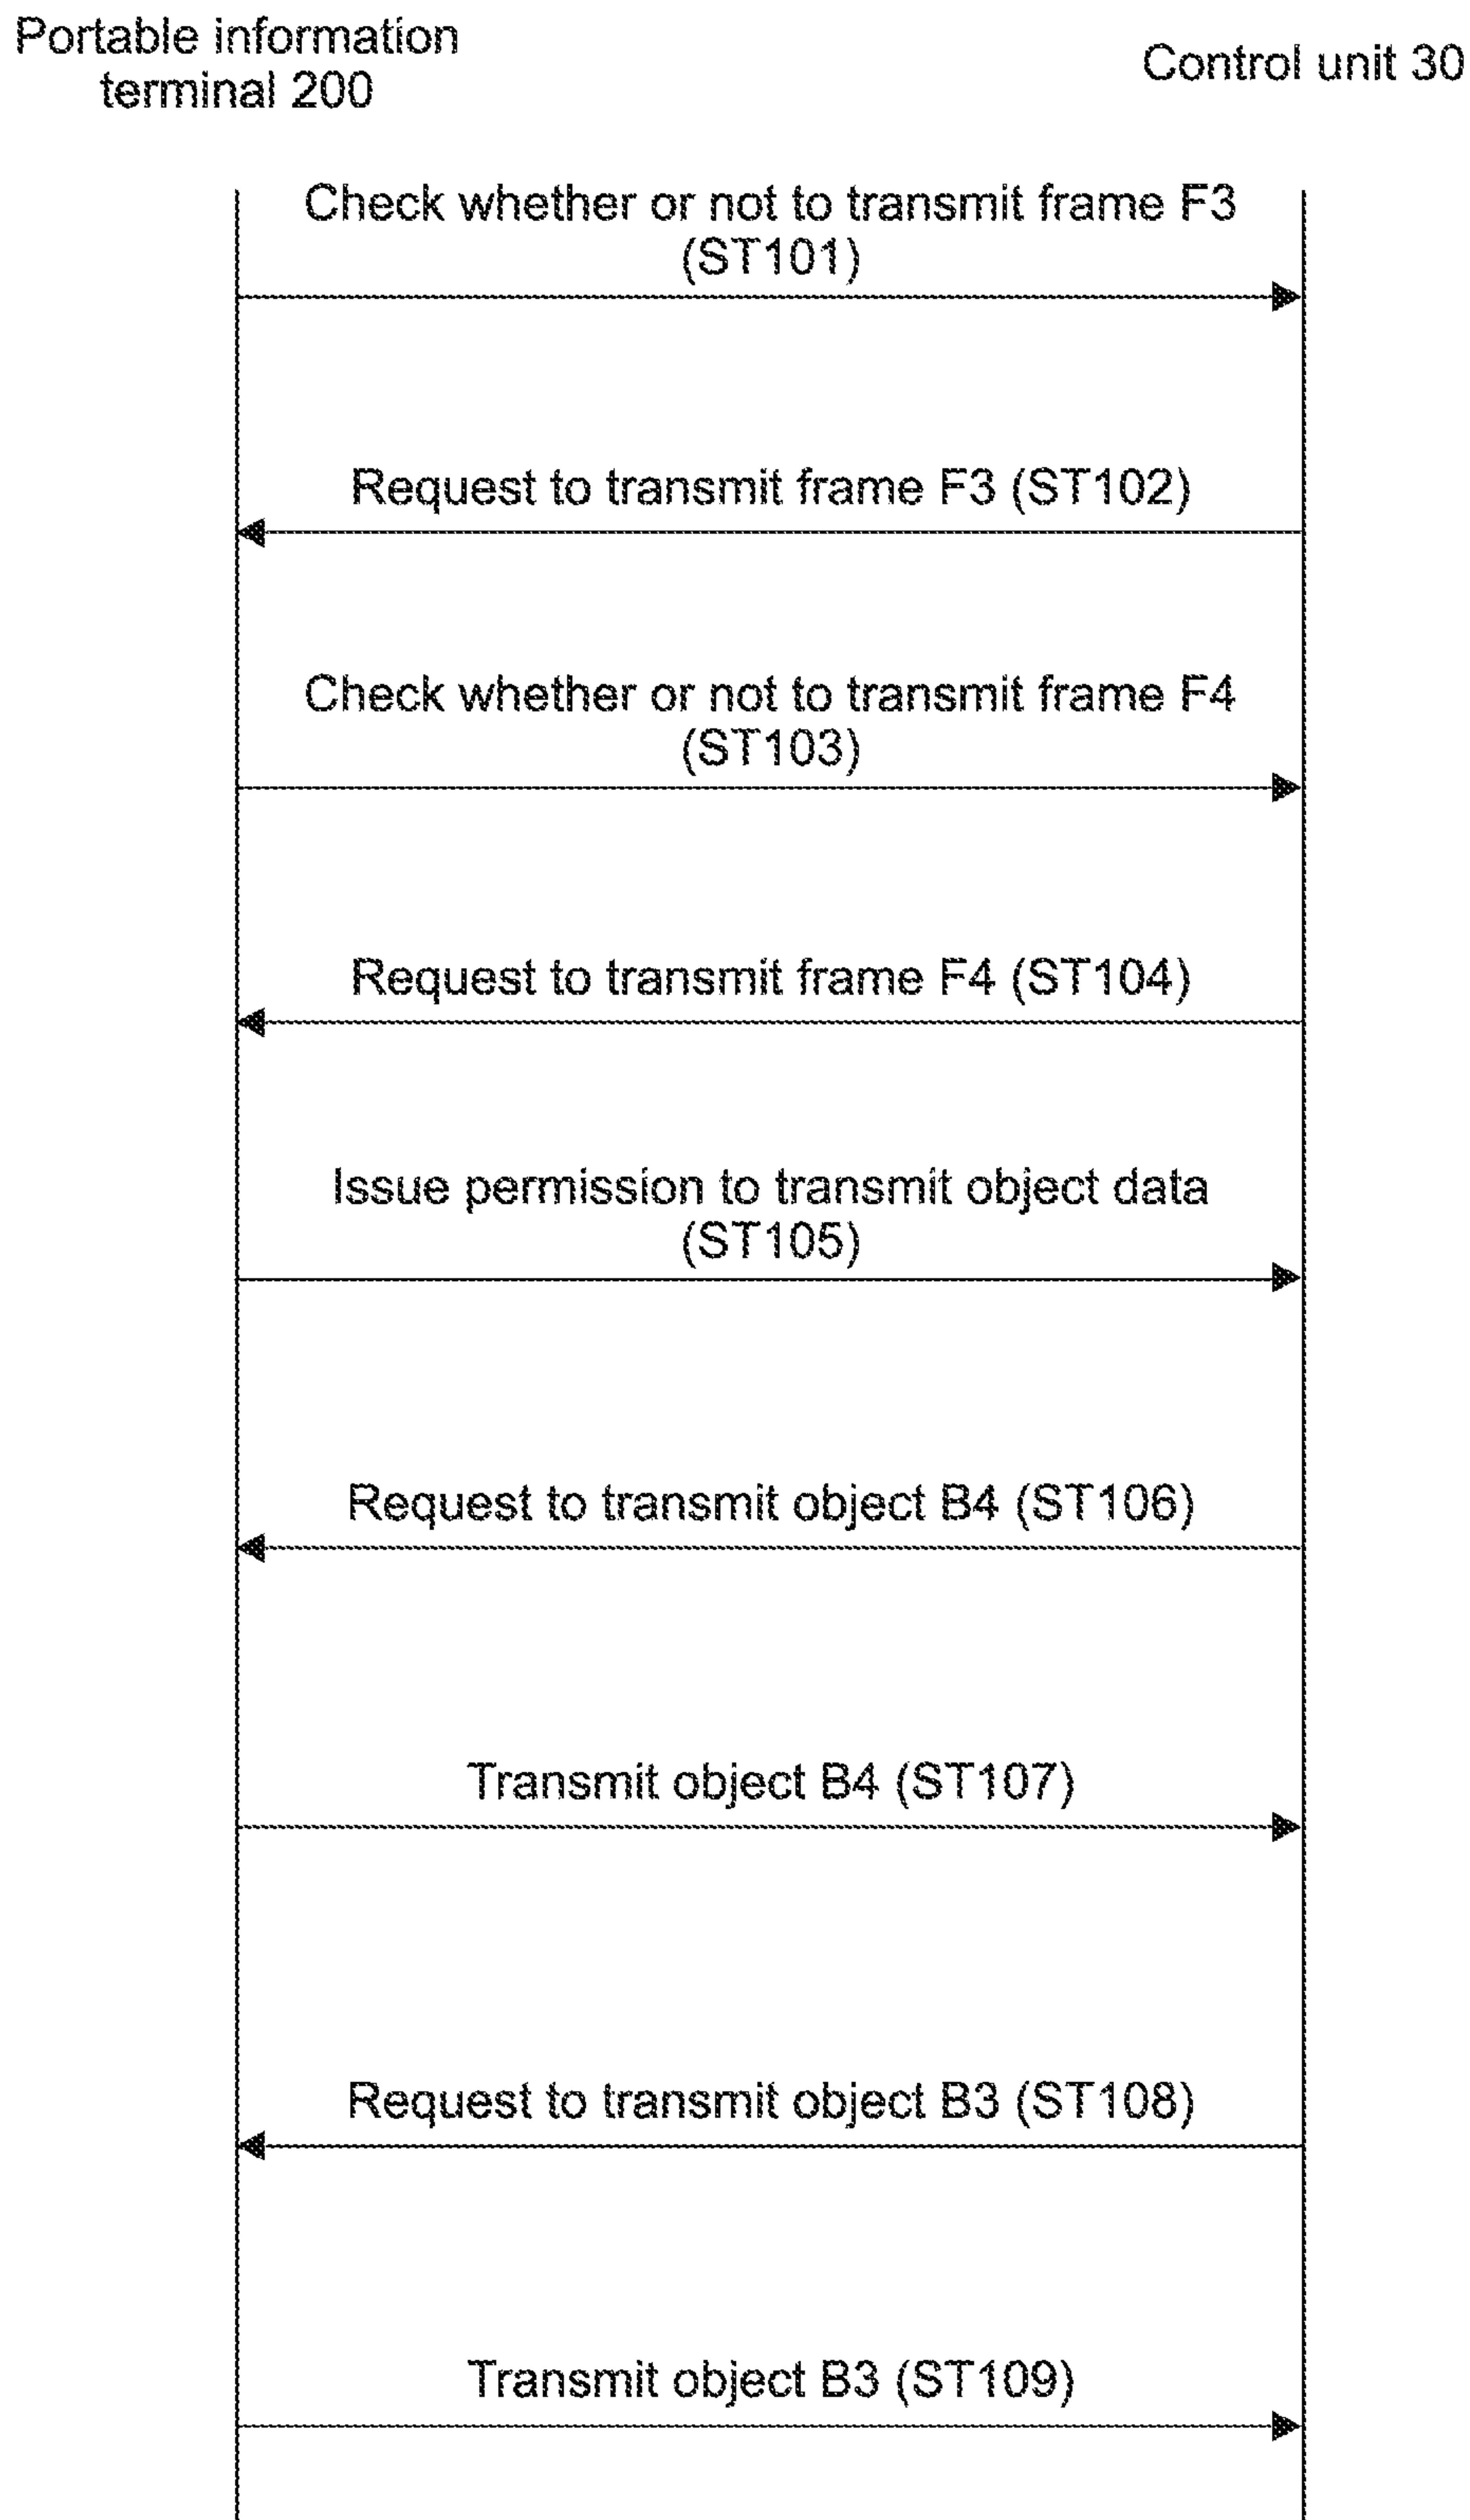 Portable information
terminal 200
Control unit 30
Check whether or not to transmit frame F3
(ST101)
Request to transmit frame F3 (ST102)
Check whether or not to transmit frame F4
(ST103)
Request to transmit frame F4 (ST104)
Issue permission to transmit object data
(ST105)
Request to transmit object B4 (ST106)
Transmit object B4 (ST107)
Request to transmit object B3 (ST108)
Transmit object B3 (ST109)